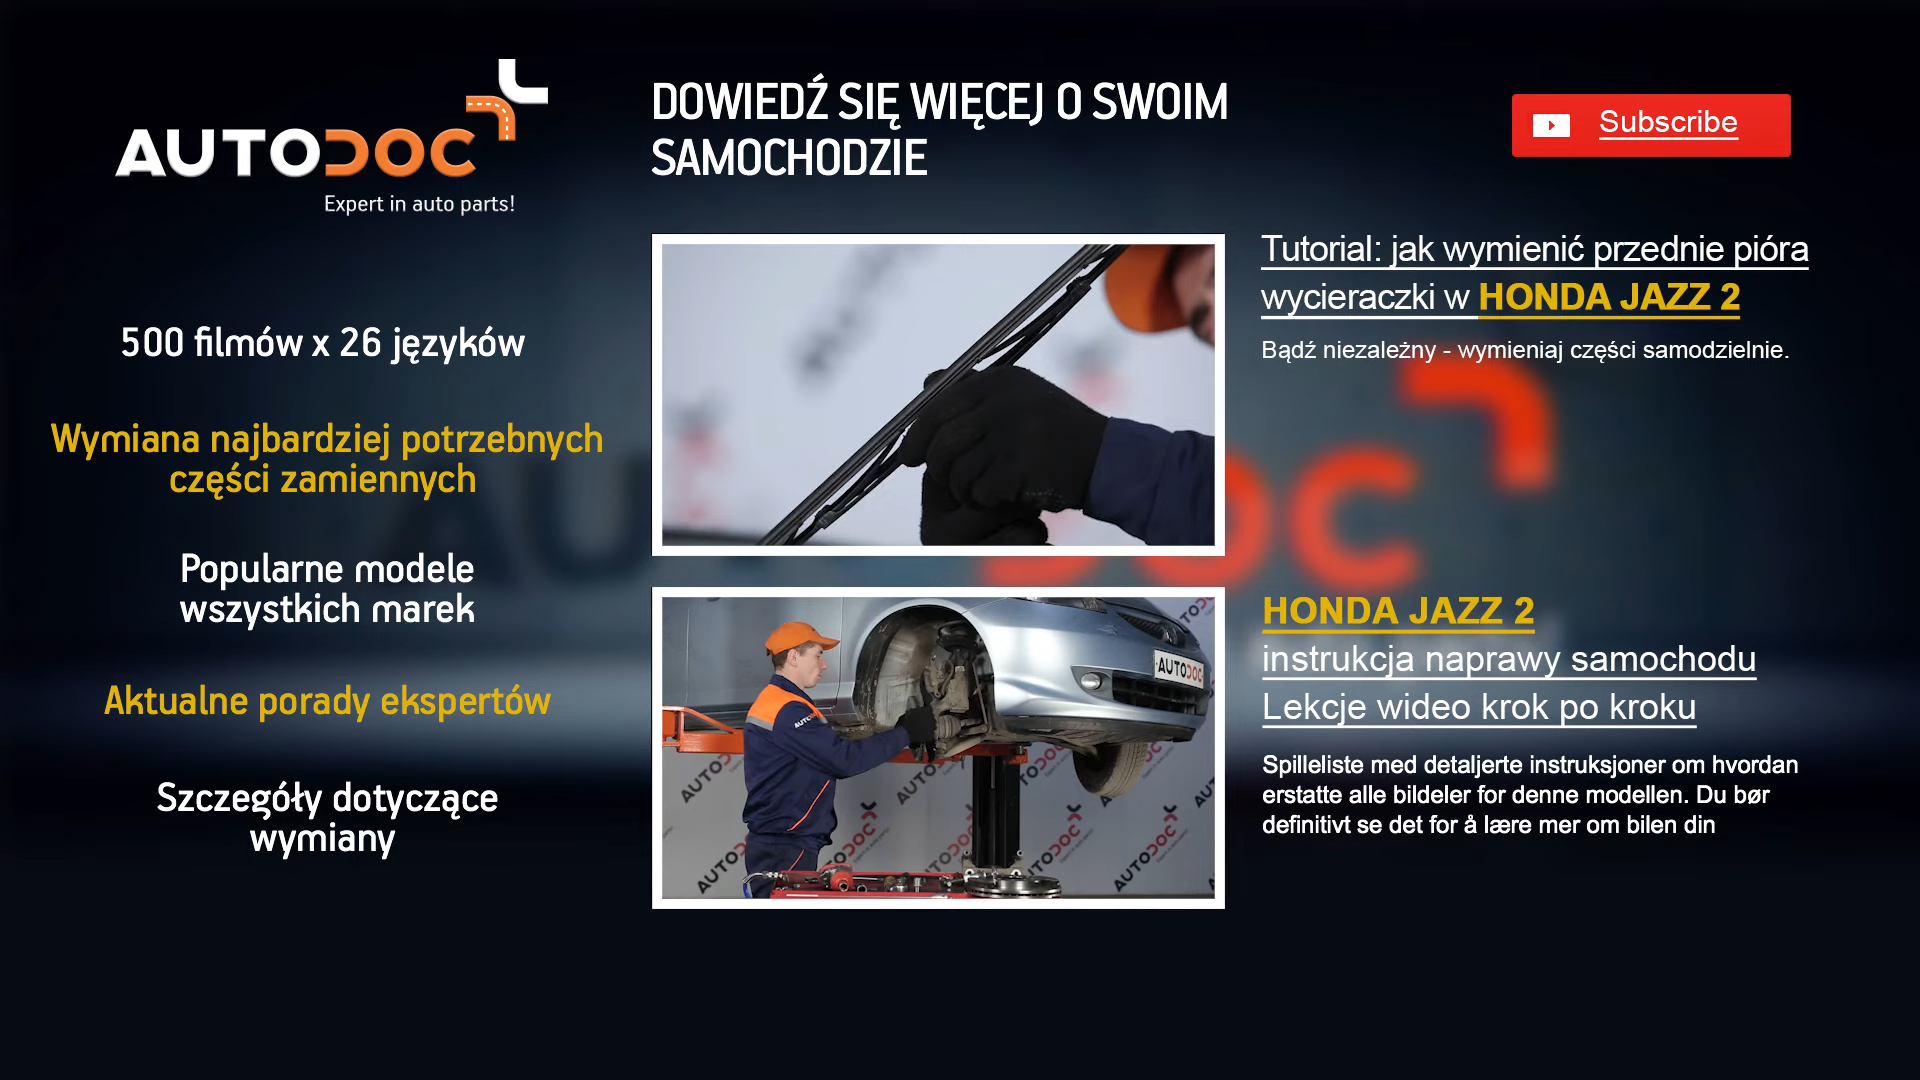 AUTODOC
Expert in auto parts!
DOWIEDŹ SIĘ WIĘCEJ O SWOIM
SAMOCHODZIE
Subscribe
500 filmów x 26 języków
Wymiana najbardziej potrzebnych
części zamiennych
Popularne modele
wszystkich marek
Aktualne porady ekspertów
Szczegóły dotyczące
wymiany
Tutorial: jak wymienić przednie pióra
wycieraczki w HONDA JAZZ 2
Bądź niezależny - wymieniaj części samodzielnie.
HONDA JAZZ 2
instrukcja naprawy samochodu
Lekcje wideo krok po kroku
Spilleliste med detaljerte instruksjoner om hvordan
erstatte alle bildeler for denne modellen. Du bør
definitivt se det for å lære mer om bilen din
AUTODOC
AUTODOC
AUTODOC
AUTODOC